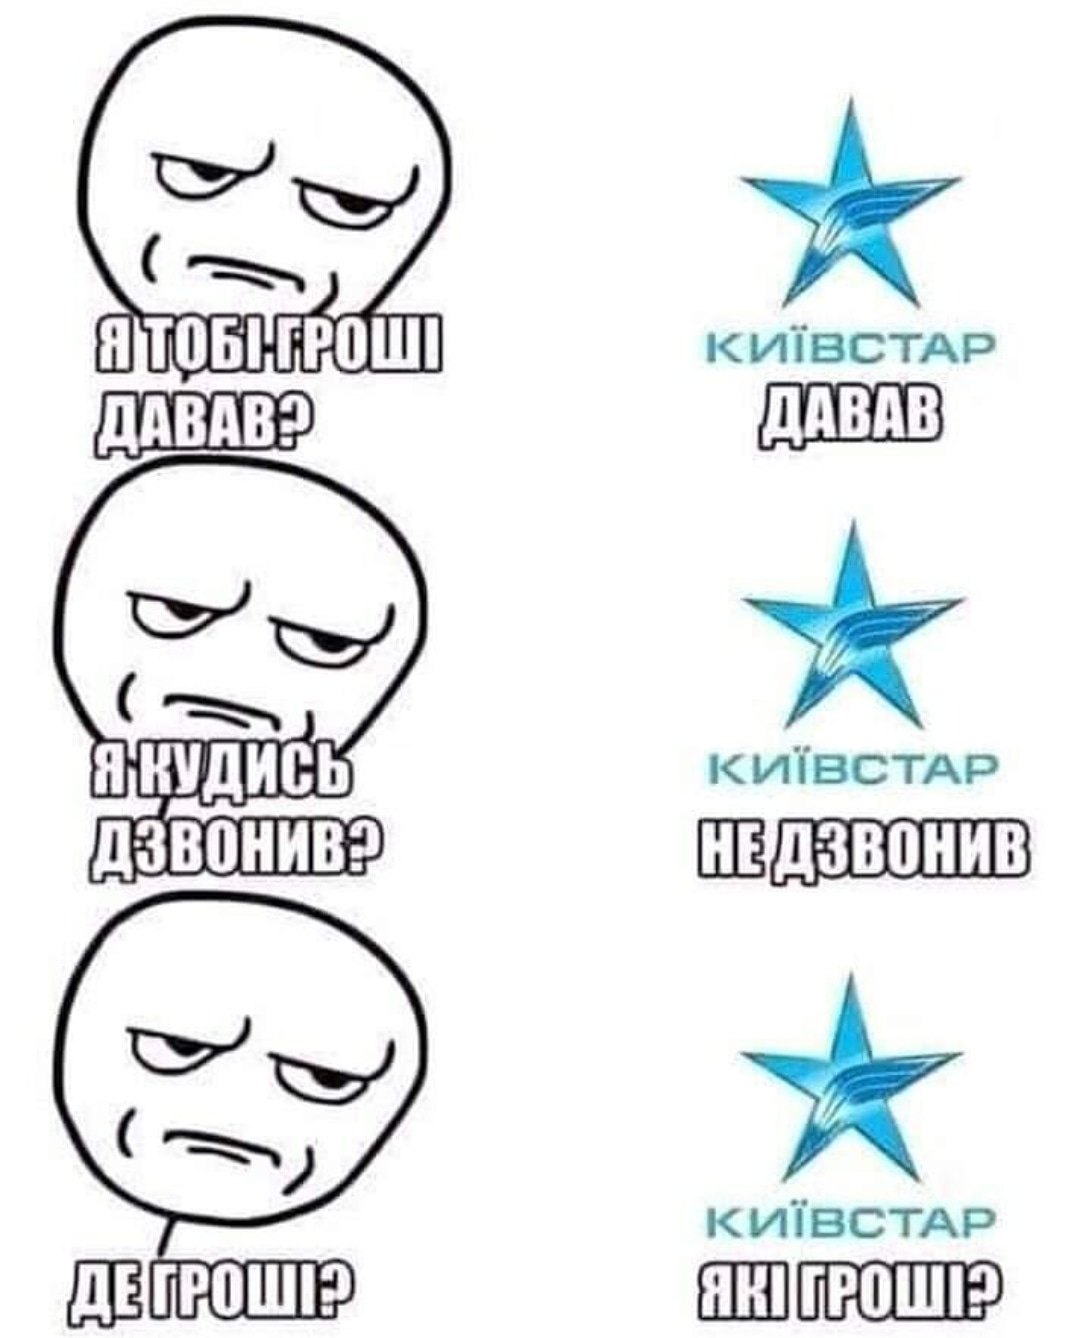 Я ТОБІ ГРОШІ
ДАВАВ?
КИЇВСТАР
ДАВАВ
Я КУДИСЬ
ДЗВОНИВ?
КИЇВСТАР
НЕ ДЗВОНИВ
ДЕ ГРОШІ?
КИЇВСТАР
ЯКІ ГРОШІ?